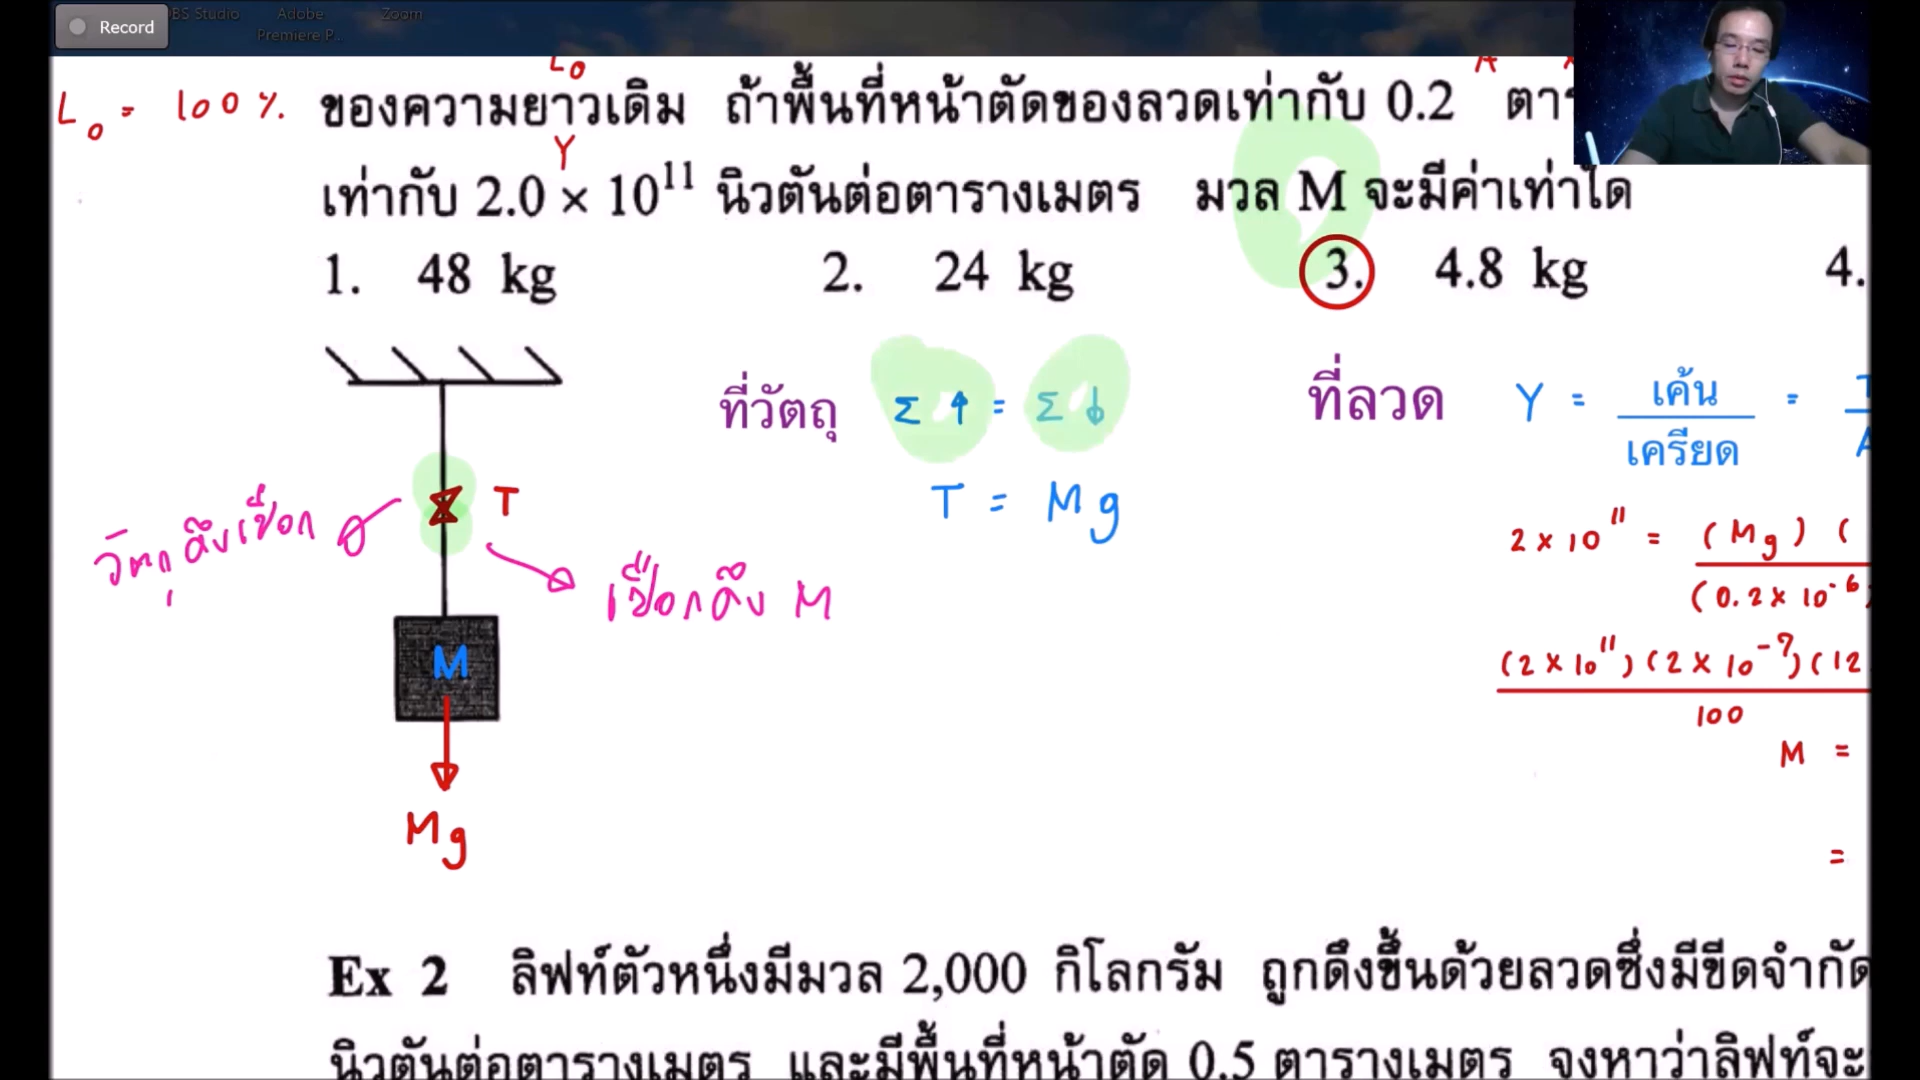 Record
OBS Studio Adobe Premiere P.. Zoom
L₀
L₀ = 100 %. ของความยาวเดิม ถ้าพื้นที่หน้าตัดของลวดเท่ากับ 0.2
Y
เท่ากับ 2.0 × 10¹¹ นิวตันต่อตารางเมตร มวล M จะมีค่าเท่าใด
1. 48 kg 2. 24 kg 3. 4.8 kg 4.
ที่วัตถุ Σ ↑ = Σ ↓
T = Mg
ที่ลวด Y = เค้น / เครียด =
2 × 10¹¹ = (Mg) (
(0.2 × 10⁻⁶)
(2 × 10¹¹) (2 × 10⁻⁷) (12
100
M =
=
T
วัตถุดึงเชือก
เชือกดึง M
M
Mg
Ex 2 ลิฟท์ตัวหนึ่งมีมวล 2,000 กิโลกรัม ถูกดึงขึ้นด้วยลวดซึ่งมีขีดจำกัด
นิวตันต่อตารางเมตร และมีพื้นที่หน้าตัด 0.5 ตารางเมตร จงหาว่าลิฟท์จะ